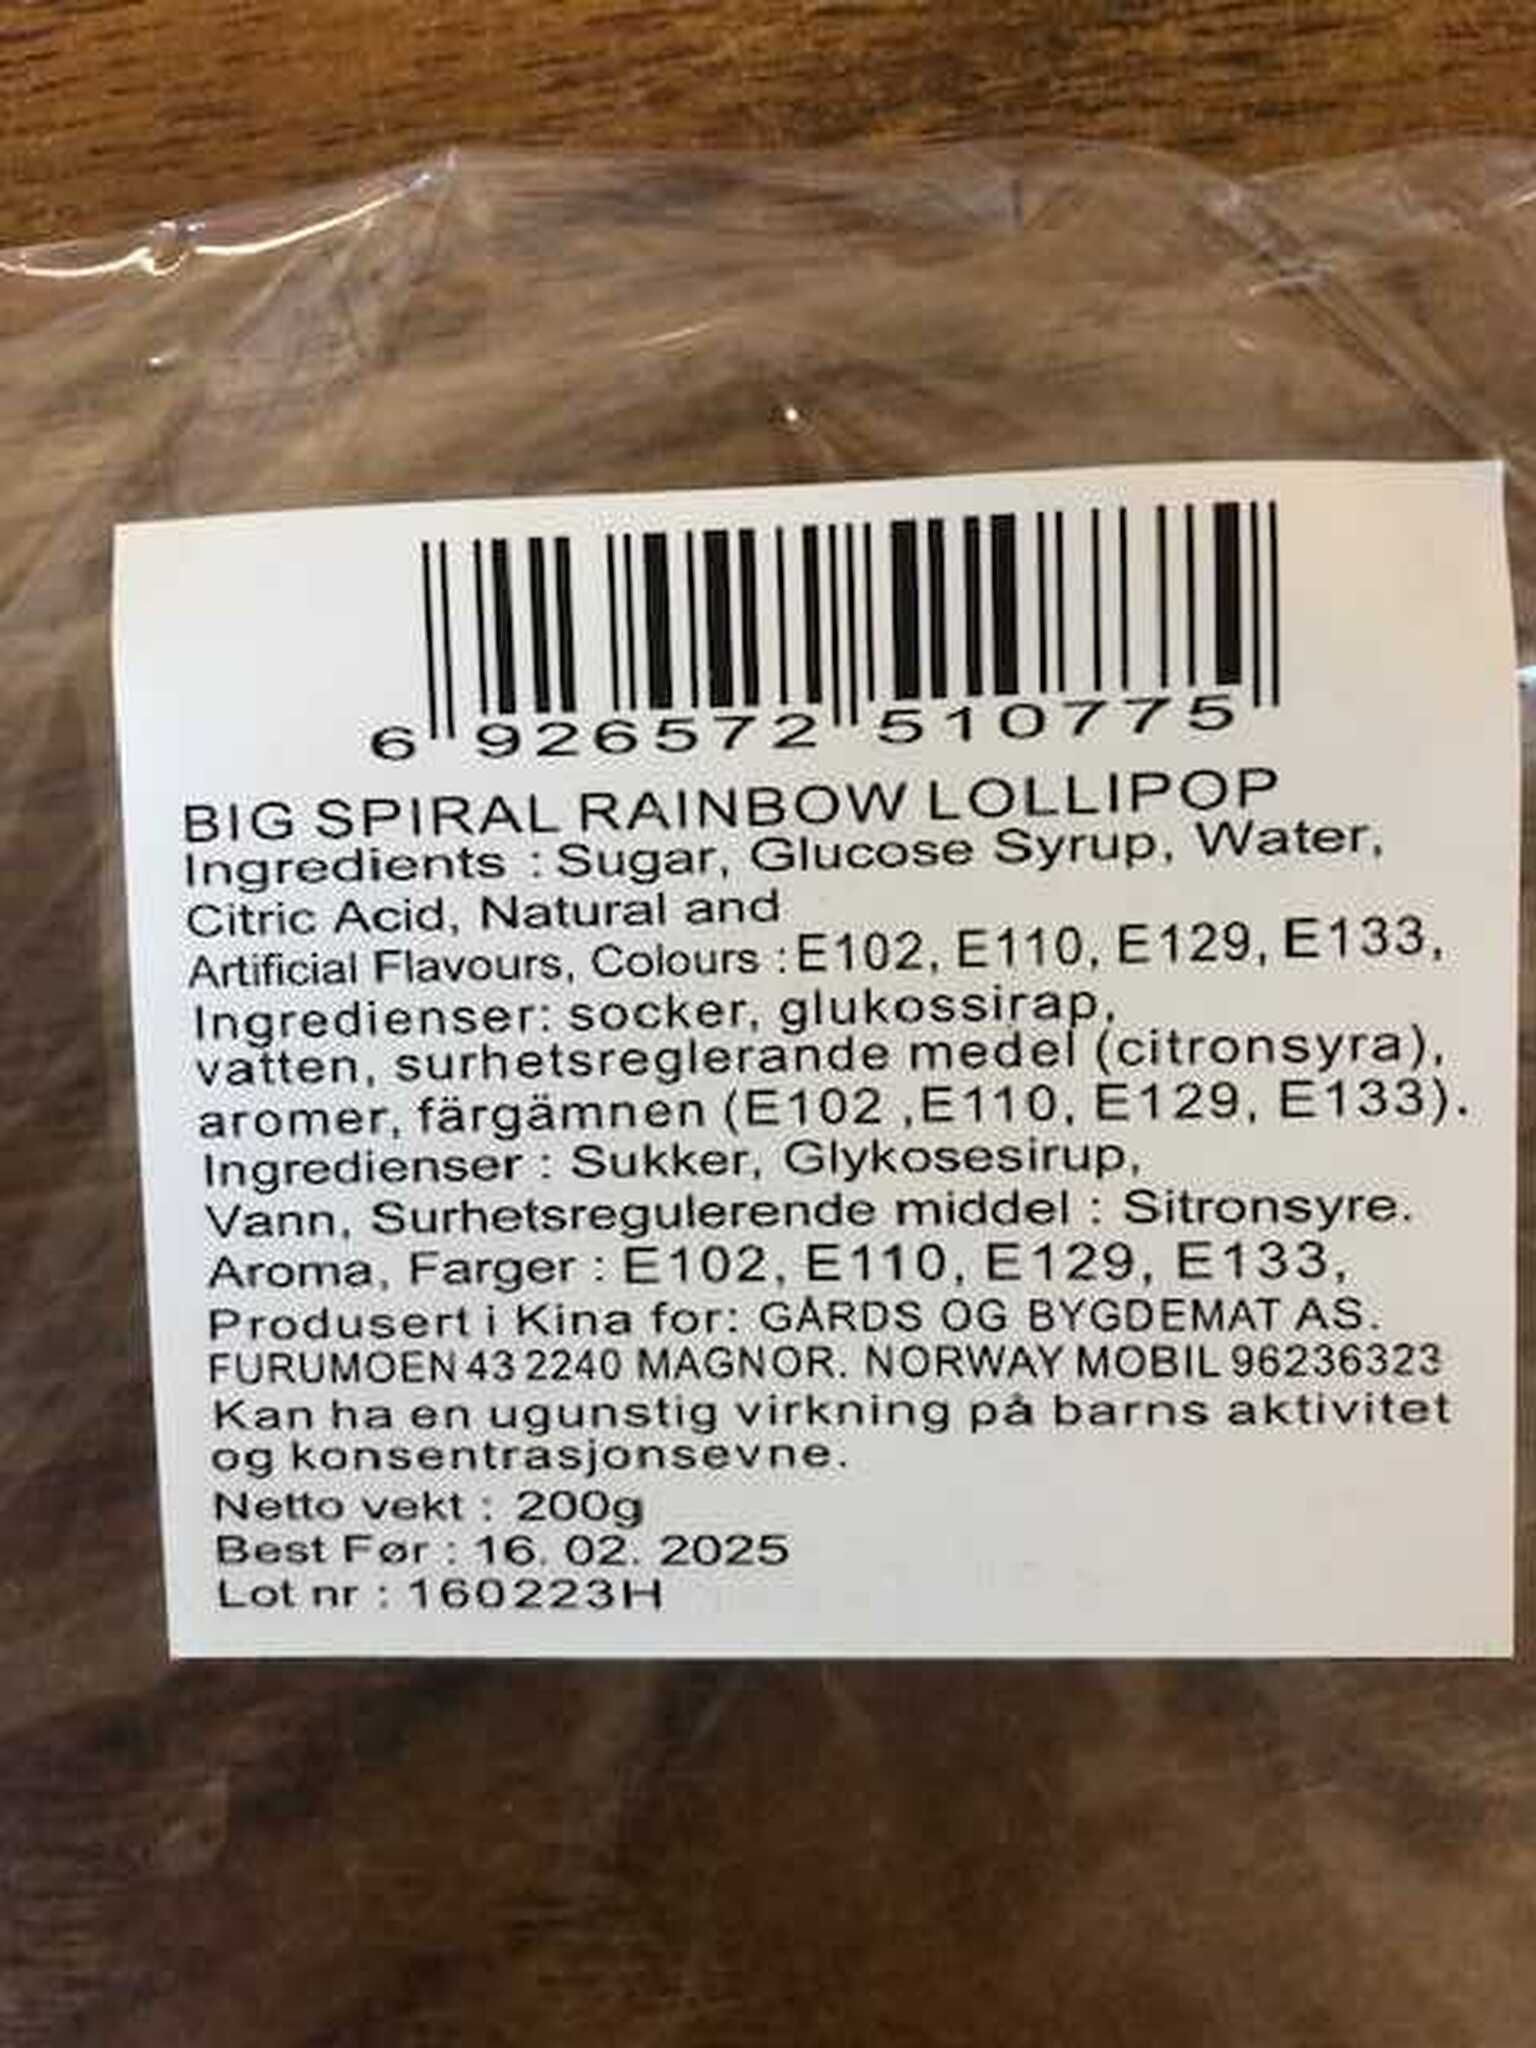 6 926572 510775
BIG SPIRAL RAINBOW LOLLIPOP
Ingredients : Sugar, Glucose Syrup, Water,
Citric Acid, Natural and
Artificial Flavours, Colours : E102, E110, E129, E133,
Ingredienser: socker, glukossirap,
vatten, surhetsreglerande medel (citronsyra),
aromer, färgämnen (E102 ,E110, E129, E133).
Ingredienser : Sukker, Glykosesirup,
Vann, Surhetsregulerende middel : Sitronsyre.
Aroma, Farger : E102, E110, E129, E133,
Produsert i Kina for: GÅRDS OG BYGDEMAT AS.
FURUMOEN 43 2240 MAGNOR. NORWAY MOBIL 96236323
Kan ha en ugunstig virkning på barns aktivitet
og konsentrasjonsevne.
Netto vekt : 200g
Best Før : 16. 02. 2025
Lot nr : 160223H